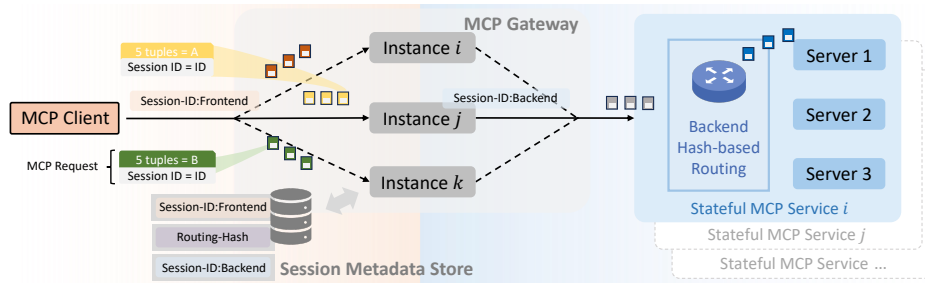 MCP Gateway
5 tuples = A
Session ID = ID
Instance i
Session-ID:Frontend
MCP Client
Instance j
Session-ID:Backend
MCP Request
5 tuples = B
Session ID = ID
Instance k
Session-ID:Frontend
Routing-Hash
Session-ID:Backend
Session Metadata Store
Backend
Hash-based
Routing
Server 1
Server 2
Server 3
Stateful MCP Service i
Stateful MCP Service j
Stateful MCP Service ...